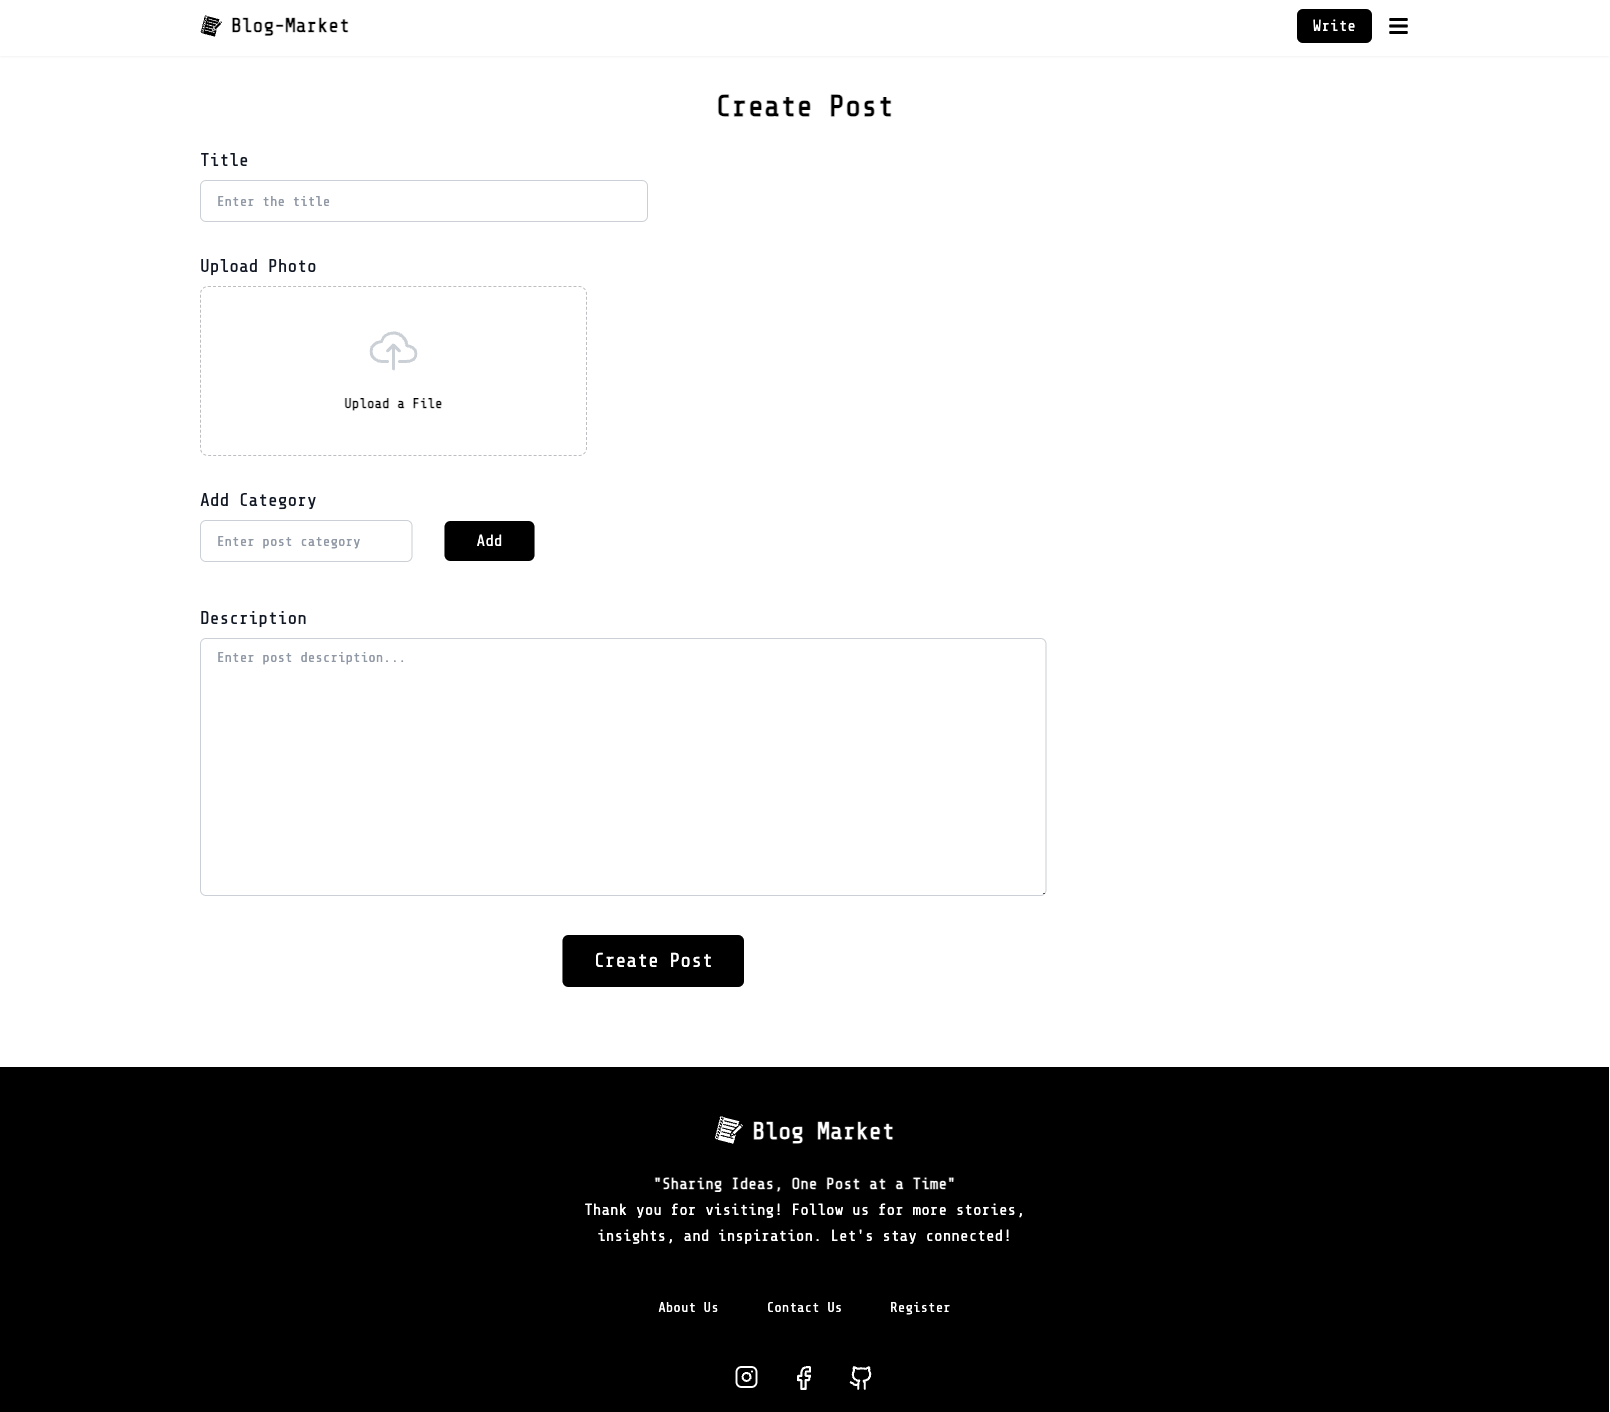 Blog-Market
Write
Create Post
Title
Enter the title
Upload Photo
Upload a File
Add Category
Enter post category
Add
Description
Enter post description...
Create Post
Blog Market
"Sharing Ideas, One Post at a Time"
Thank you for visiting! Follow us for more stories,
insights, and inspiration. Let's stay connected!
About Us
Contact Us
Register